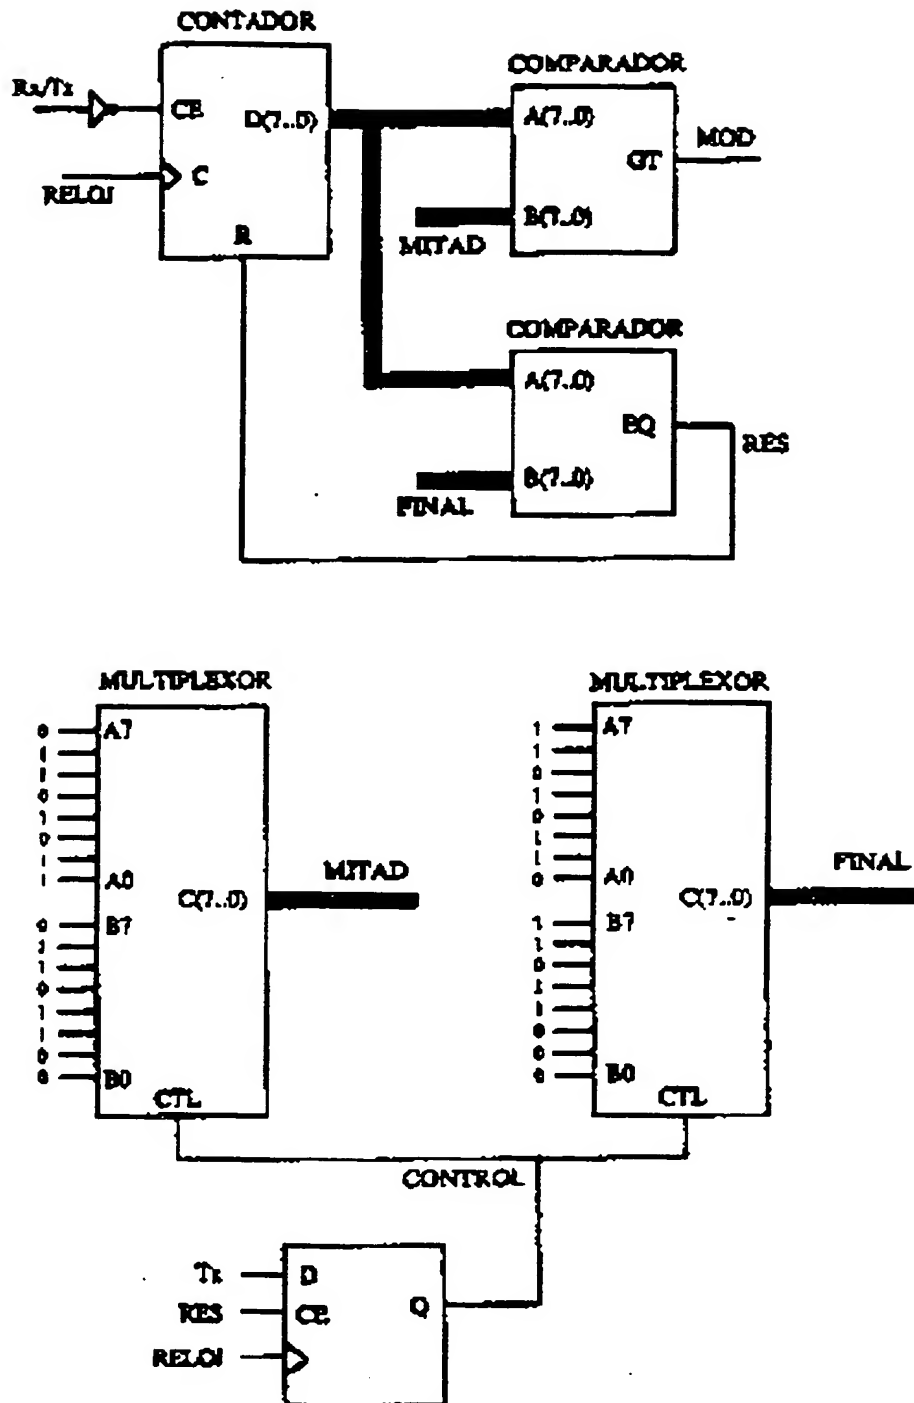 CONTADOR
Rx/Tx
CE
D(7..0)
RELOJ
C
R
COMPARADOR
A(7..0)
GT
MOD
B(7..0)
MITAD
COMPARADOR
A(7..0)
EQ
RES
B(7..0)
FINAL
MULTIPLEXOR
0 A7
1
1
0
1
0
1
1 A0
C(7..0)
MITAD
0 B7
1
1
0
1
1
0
0 B0
CTL
MULTIPLEXOR
1 A7
1
0
1
0
1
1
0 A0
C(7..0)
FINAL
1 B7
1
0
1
1
0
0
0 B0
CTL
CONTROL
Tx D
RES CE
Q
RELOJ